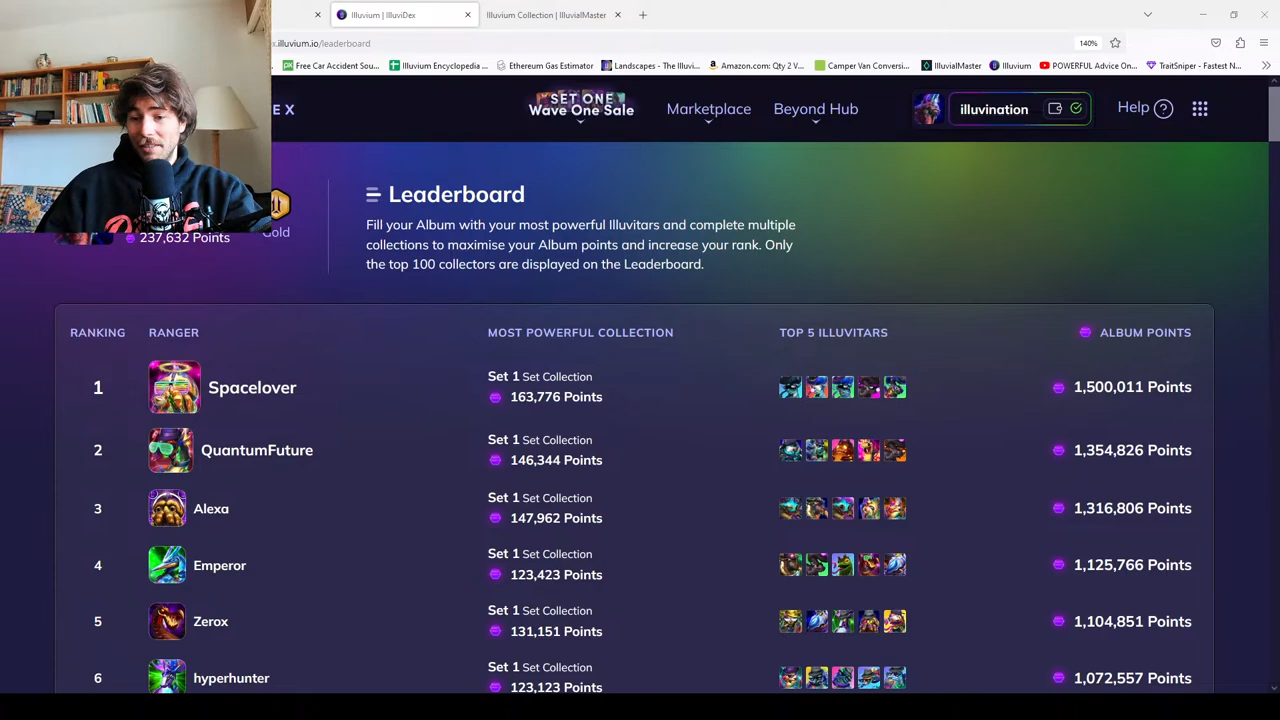 Illuvium | IlluviDex
Illuvium Collection | IlluvialMaster
.illuvium.io/leaderboard
140%
Free Car Accident Sou...
Illuvium Encyclopedia ...
Ethereum Gas Estimator
Landscapes - The Illuvi...
Amazon.com: Qty 2 V...
Camper Van Conversi...
IlluvialMaster
Illuvium
POWERFUL Advice On...
TraitSniper - Fastest N...
E X
SET ONE
Wave One Sale
Marketplace
Beyond Hub
illuvination
Help
237,632 Points
Gold
Leaderboard
Fill your Album with your most powerful Illuvitars and complete multiple
collections to maximise your Album points and increase your rank. Only
the top 100 collectors are displayed on the Leaderboard.
RANKING RANGER MOST POWERFUL COLLECTION TOP 5 ILLUVITARS ALBUM POINTS
1 Spacelover Set 1 Set Collection 1,500,011 Points
163,776 Points
2 QuantumFuture Set 1 Set Collection 1,354,826 Points
146,344 Points
3 Alexa Set 1 Set Collection 1,316,806 Points
147,962 Points
4 Emperor Set 1 Set Collection 1,125,766 Points
123,423 Points
5 Zerox Set 1 Set Collection 1,104,851 Points
131,151 Points
6 hyperhunter Set 1 Set Collection 1,072,557 Points
123,123 Points